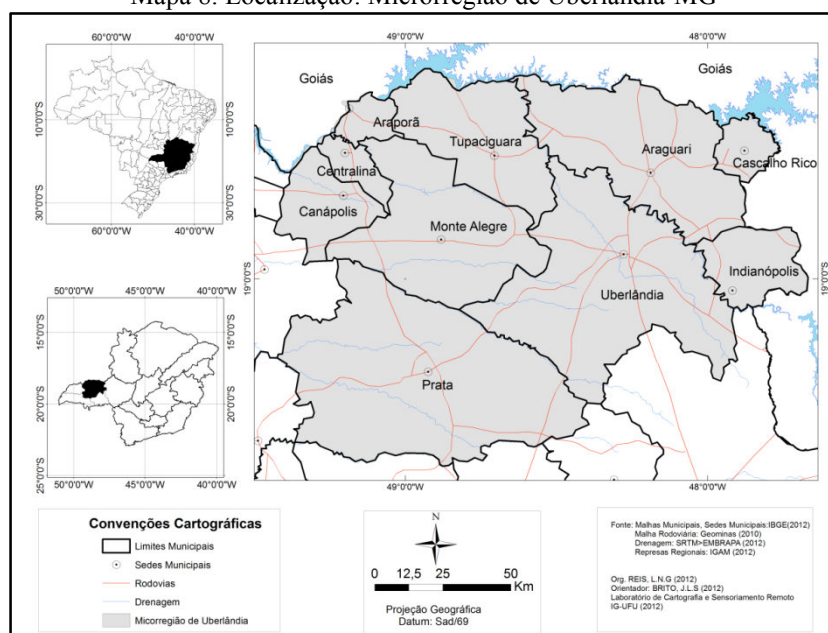 Mapa 8: Localização: Microrregião de Uberlândia-MG
60°0'0"W 40°0'0"W
10°0'0"S 10°0'0"S
30°0'0"S 30°0'0"S
60°0'0"W 40°0'0"W
50°0'0"W 45°0'0"W 40°0'0"W
15°0'0"S 15°0'0"S
20°0'0"S 20°0'0"S
25°0'0"S 25°0'0"S
50°0'0"W 45°0'0"W 40°0'0"W
49°0'0"W 48°0'0"W
Goiás Goiás
Araporã
Tupaciguara
Araguari
Cascalho Rico
Centralina
Canápolis
Monte Alegre
Indianópolis
19°0'0"S 19°0'0"S
Uberlândia
Prata
49°0'0"W 48°0'0"W
Convenções Cartográficas
Limites Municipais
Sedes Municipais
Rodovias
Drenagem
Micorregião de Uberlândia
N
0 12,5 25 50
Km
Projeção Geográfica
Datum: Sad/69
Fonte: Malhas Municipais, Sedes Municipais:IBGE(2012)
Malha Rodoviária: Geominas (2010)
Drenagem: SRTM>EMBRAPA (2012)
Represas Regionais: IGAM (2012)
Org. REIS, L.N.G (2012)
Orientador: BRITO, J.L.S (2012)
Laboratório de Cartografia e Sensoriamento Remoto
IG-UFU (2012)